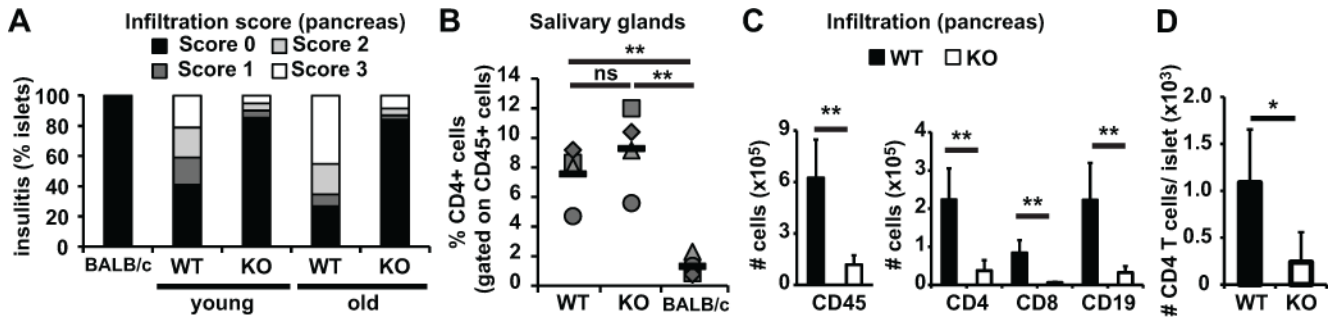 A
Infiltration score (pancreas)
Score 0
Score 2
Score 1
Score 3
insulitis (% islets)
100
80
60
40
20
0
BALB/c
WT
KO
WT
KO
young
old
B
Salivary glands
**
ns
**
% CD4+ cells
(gated on CD45+ cells)
14
12
10
8
6
4
2
0
WT
KO
BALB/c
C
Infiltration (pancreas)
WT
KO
# cells (x10⁵)
9
6
3
0
**
CD45
# cells (x10⁵)
4
3
2
1
0
**
**
**
CD4
CD8
CD19
D
# CD4 T cells/ islet (x10³)
2.0
1.5
1.0
0.5
0
*
WT
KO